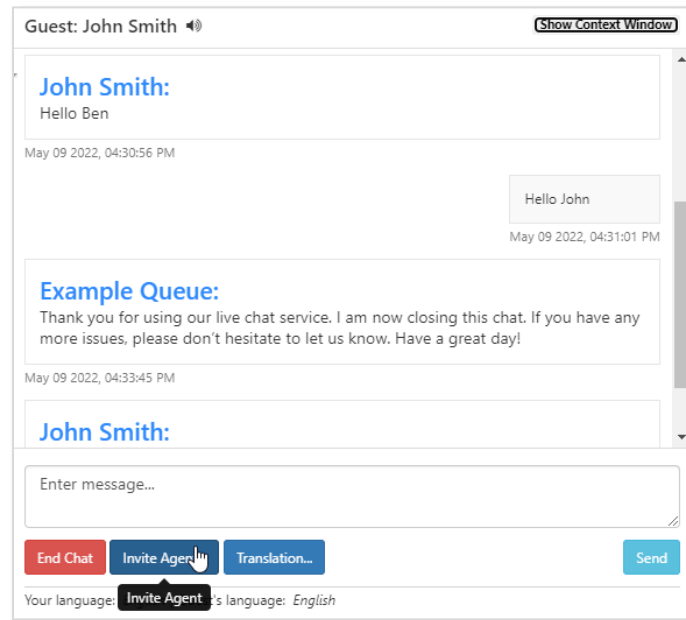 Guest: John Smith
Show Context Window
John Smith:
Hello Ben
May 09 2022, 04:30:56 PM
Hello John
May 09 2022, 04:31:01 PM
Example Queue:
Thank you for using our live chat service. I am now closing this chat. If you have any
more issues, please don't hesitate to let us know. Have a great day!
May 09 2022, 04:33:45 PM
John Smith:
Enter message...
End Chat
Invite Agen
Translation...
Send
Invite Agent
Your language: 's language: English